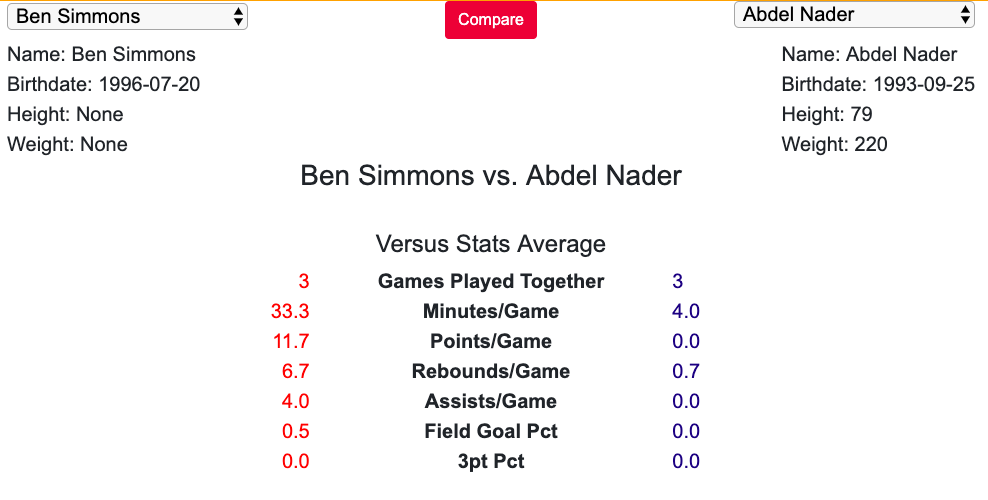 Ben Simmons Compare Abdel Nader
Name: Ben Simmons Name: Abdel Nader
Birthdate: 1996-07-20 Birthdate: 1993-09-25
Height: None Height: 79
Weight: None Weight: 220
Ben Simmons vs. Abdel Nader
Versus Stats Average
3 Games Played Together 3
33.3 Minutes/Game 4.0
11.7 Points/Game 0.0
6.7 Rebounds/Game 0.7
4.0 Assists/Game 0.0
0.5 Field Goal Pct 0.0
0.0 3pt Pct 0.0